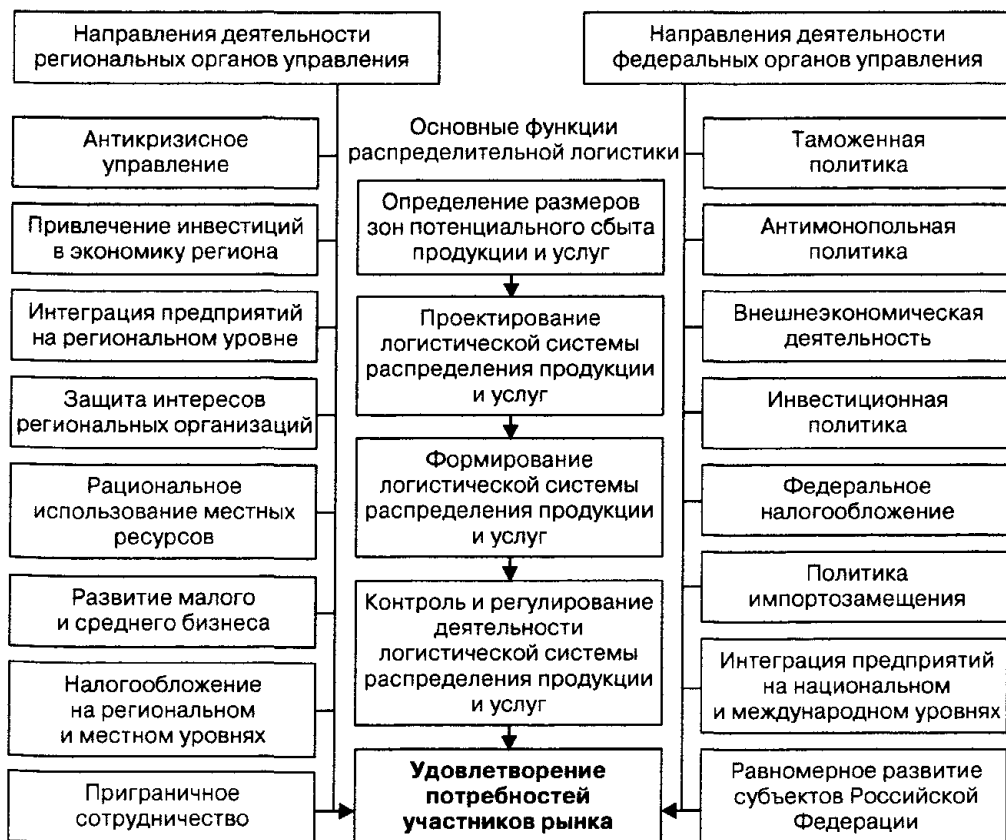 Направления деятельности
региональных органов управления
Антикризисное
управление
Привлечение инвестиций
в экономику региона
Интеграция предприятий
на региональном уровне
Защита интересов
региональных организаций
Рациональное
использование местных
ресурсов
Развитие малого
и среднего бизнеса
Налогообложение
на региональном
и местном уровнях
Приграничное
сотрудничество
Основные функции
распределительной логистики
Определение размеров
зон потенциального сбыта
продукции и услуг
Проектирование
логистической системы
распределения продукции
и услуг
Формирование
логистической системы
распределения продукции
и услуг
Контроль и регулирование
деятельности
логистической системы
распределения продукции
и услуг
Удовлетворение
потребностей
участников рынка
Направления деятельности
федеральных органов управления
Таможенная
политика
Антимонопольная
политика
Внешнеэкономическая
деятельность
Инвестиционная
политика
Федеральное
налогообложение
Политика
импортозамещения
Интеграция предприятий
на национальном
и международном уровнях
Равномерное развитие
субъектов Российской
Федерации